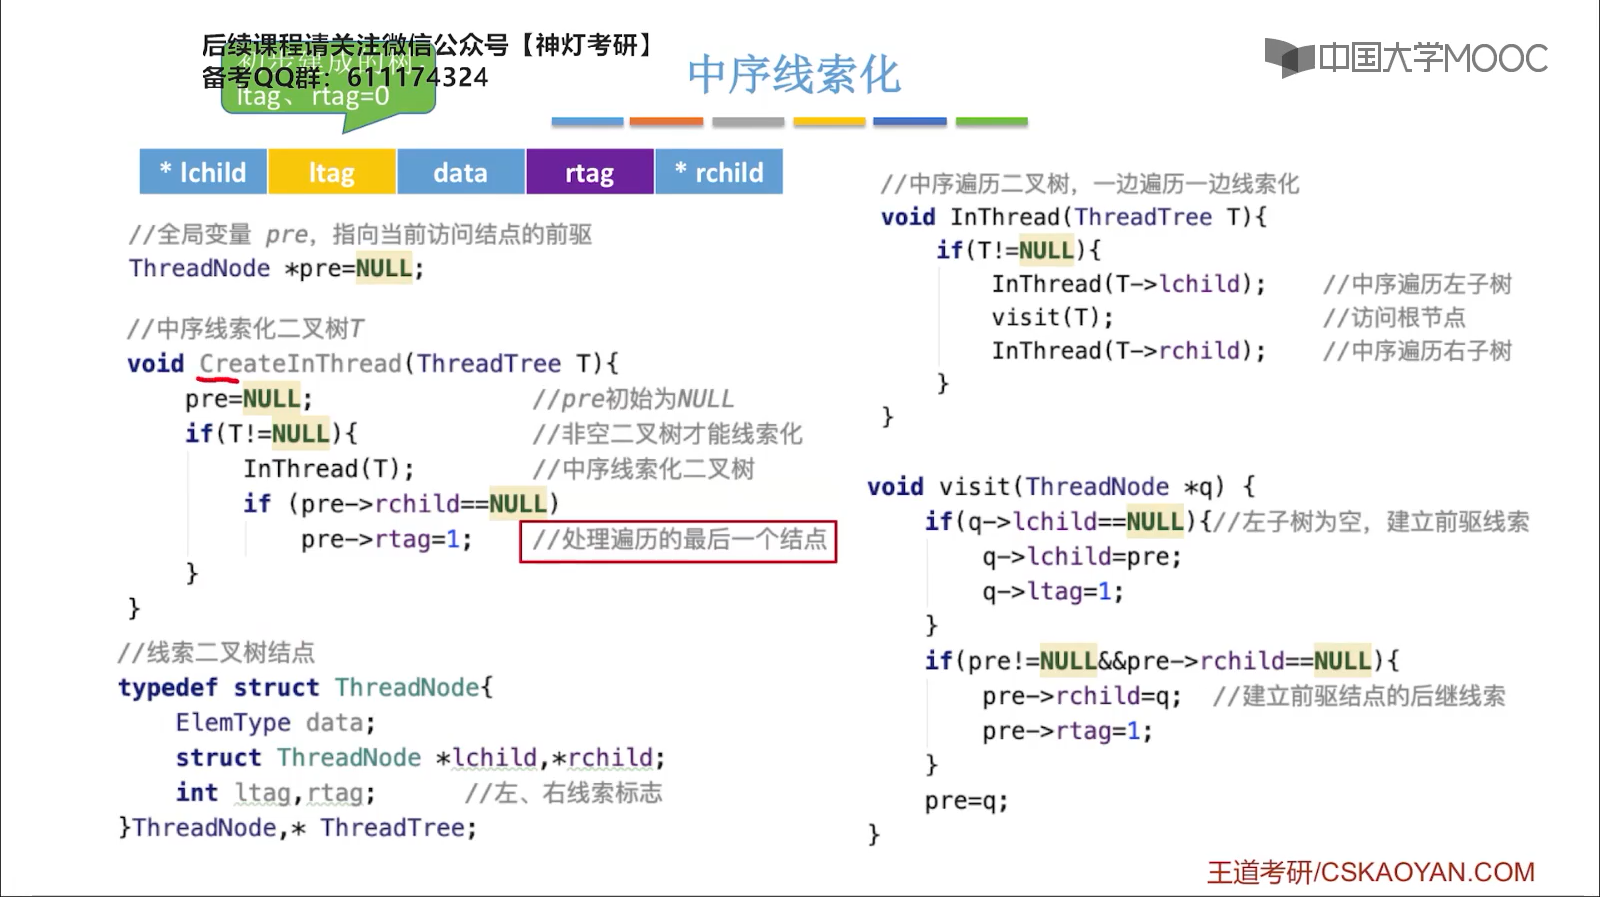 后续课程请关注微信公众号【神灯考研】
备考QQ群：611174324
初步建成的树，
ltag、rtag=0
中序线索化
中国大学MOOC
* lchild ltag data rtag * rchild
//全局变量 pre，指向当前访问结点的前驱
ThreadNode *pre=NULL;
//中序线索化二叉树T
void CreateInThread(ThreadTree T){
pre=NULL; //pre初始为NULL
if(T!=NULL){ //非空二叉树才能线索化
InThread(T); //中序线索化二叉树
if (pre->rchild==NULL)
pre->rtag=1; //处理遍历的最后一个结点
}
}
//线索二叉树结点
typedef struct ThreadNode{
ElemType data;
struct ThreadNode *lchild,*rchild;
int ltag,rtag; //左、右线索标志
}ThreadNode,* ThreadTree;
//中序遍历二叉树，一边遍历一边线索化
void InThread(ThreadTree T){
if(T!=NULL){
InThread(T->lchild); //中序遍历左子树
visit(T); //访问根节点
InThread(T->rchild); //中序遍历右子树
}
}
void visit(ThreadNode *q) {
if(q->lchild==NULL){//左子树为空，建立前驱线索
q->lchild=pre;
q->ltag=1;
}
if(pre!=NULL&&pre->rchild==NULL){
pre->rchild=q; //建立前驱结点的后继线索
pre->rtag=1;
}
pre=q;
}
王道考研/CSKAOYAN.COM